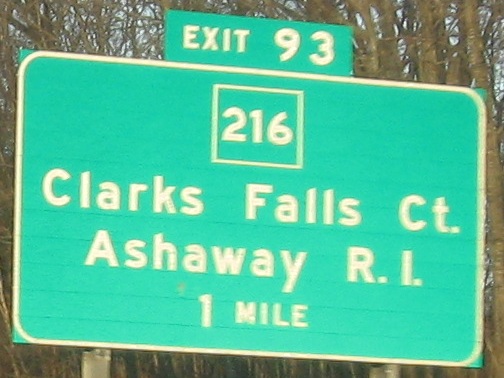 EXIT 93
216
Clarks Falls Ct.
Ashaway R.I.
1 MILE